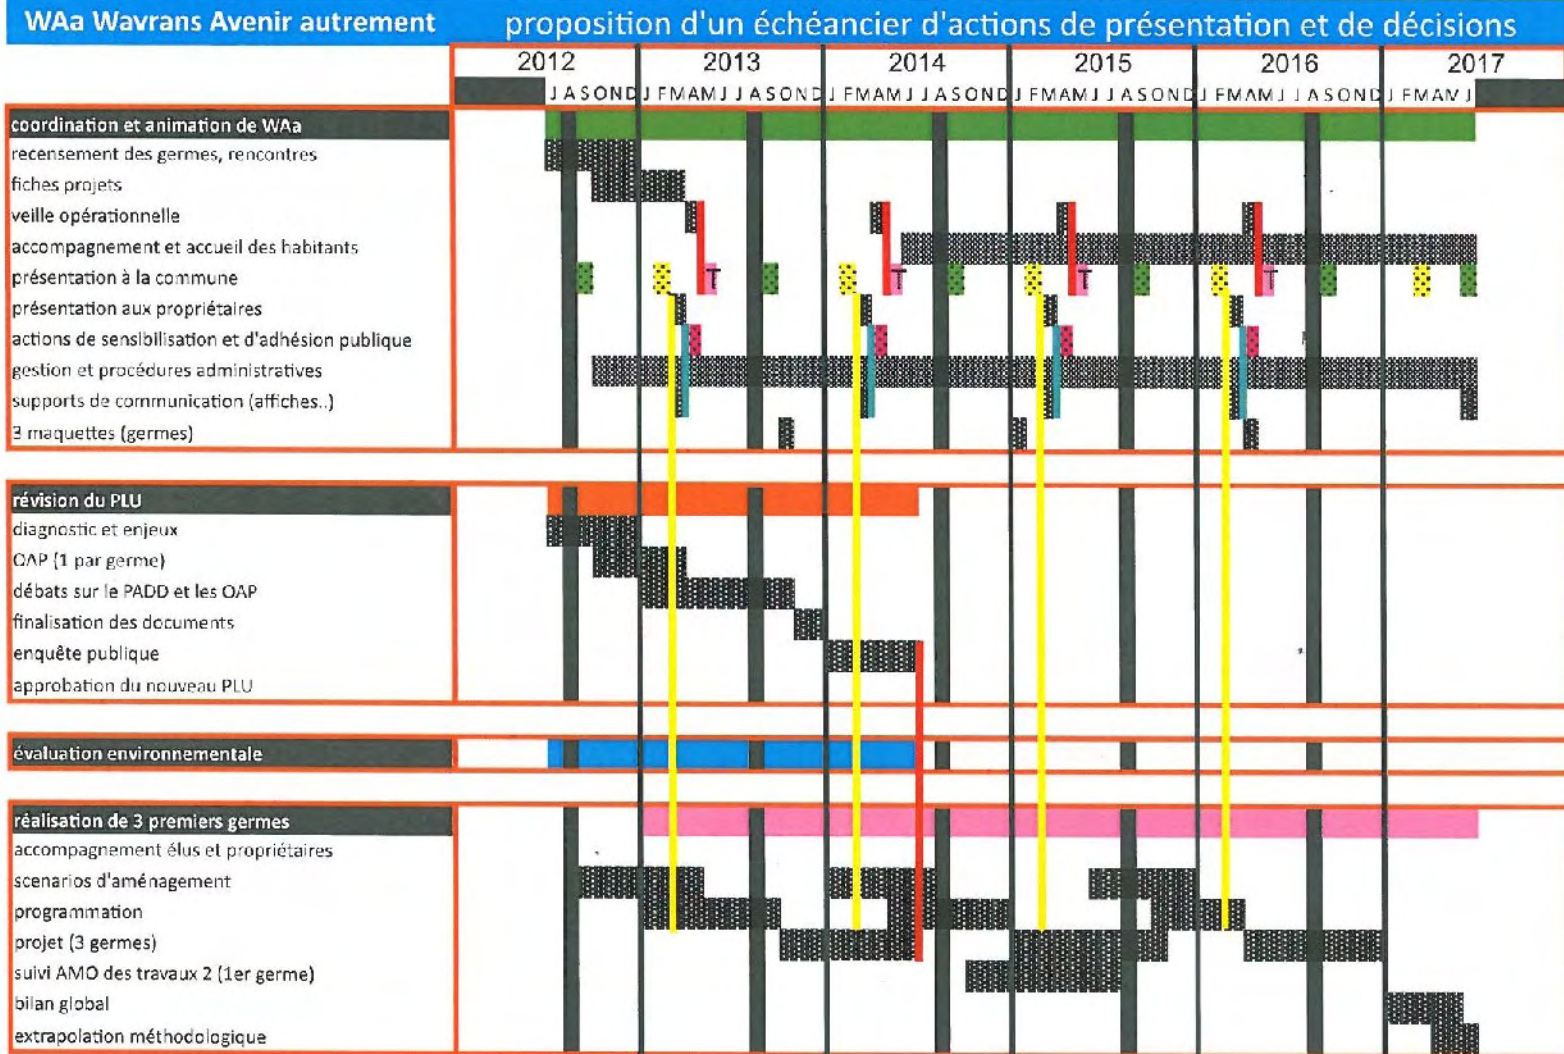 WAa Wavrans Avenir autrement proposition d'un échéancier d'actions de présentation et de décisions
2012 2013 2014 2015 2016 2017
J A S O N D J F M A M J J A S O N D J F M A M J J A S O N D J F M A M J J A S O N D J F M A M J J A S O N D J F M A M J
coordination et animation de WAa
recensement des germes, rencontres
fiches projets
veille opérationnelle
accompagnement et accueil des habitants
présentation à la commune T T T T
présentation aux propriétaires
actions de sensibilisation et d'adhésion publique
gestion et procédures administratives
supports de communication (affiches..)
3 maquettes (germes)
révision du PLU
diagnostic et enjeux
OAP (1 par germe)
débats sur le PADD et les OAP
finalisation des documents
enquête publique
approbation du nouveau PLU
évaluation environnementale
réalisation de 3 premiers germes
accompagnement élus et propriétaires
scenarios d'aménagement
programmation
projet (3 germes)
suivi AMO des travaux 2 (1er germe)
bilan global
extrapolation méthodologique